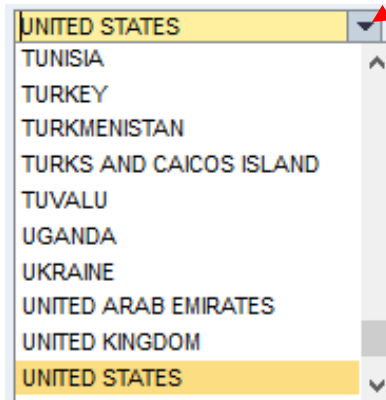 UNITED STATES
TUNISIA
TURKEY
TURKMENISTAN
TURKS AND CAICOS ISLAND
TUVALU
UGANDA
UKRAINE
UNITED ARAB EMIRATES
UNITED KINGDOM
UNITED STATES